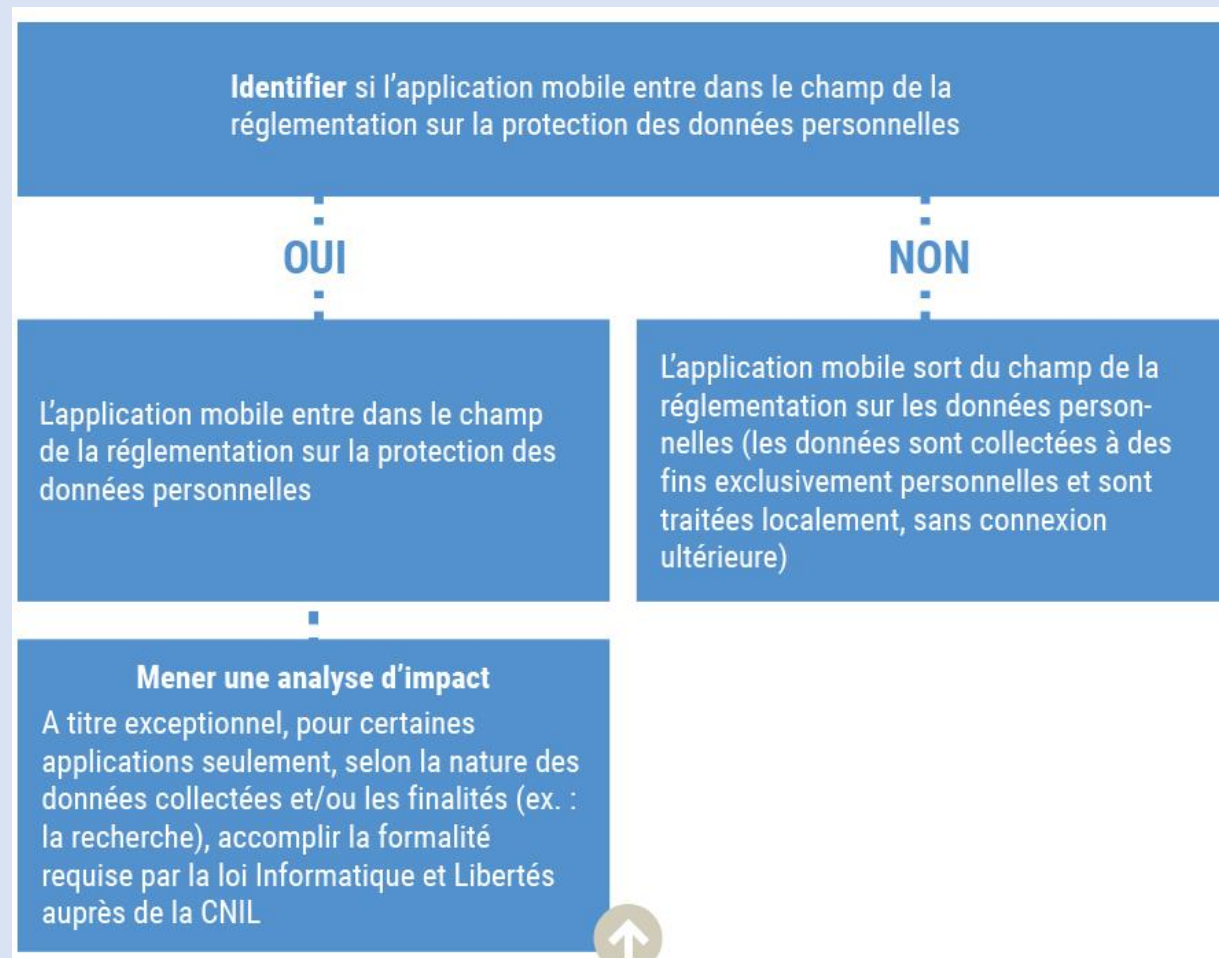 Identifier si l'application mobile entre dans le champ de la
réglementation sur la protection des données personnelles
OUI
NON
L'application mobile entre dans le champ
de la réglementation sur la protection des
données personnelles
L'application mobile sort du champ de la
réglementation sur les données person-
nelles (les données sont collectées à des
fins exclusivement personnelles et sont
traitées localement, sans connexion
ultérieure)
Mener une analyse d'impact
A titre exceptionnel, pour certaines
applications seulement, selon la nature des
données collectées et/ou les finalités (ex. :
la recherche), accomplir la formalité
requise par la loi Informatique et Libertés
auprès de la CNIL